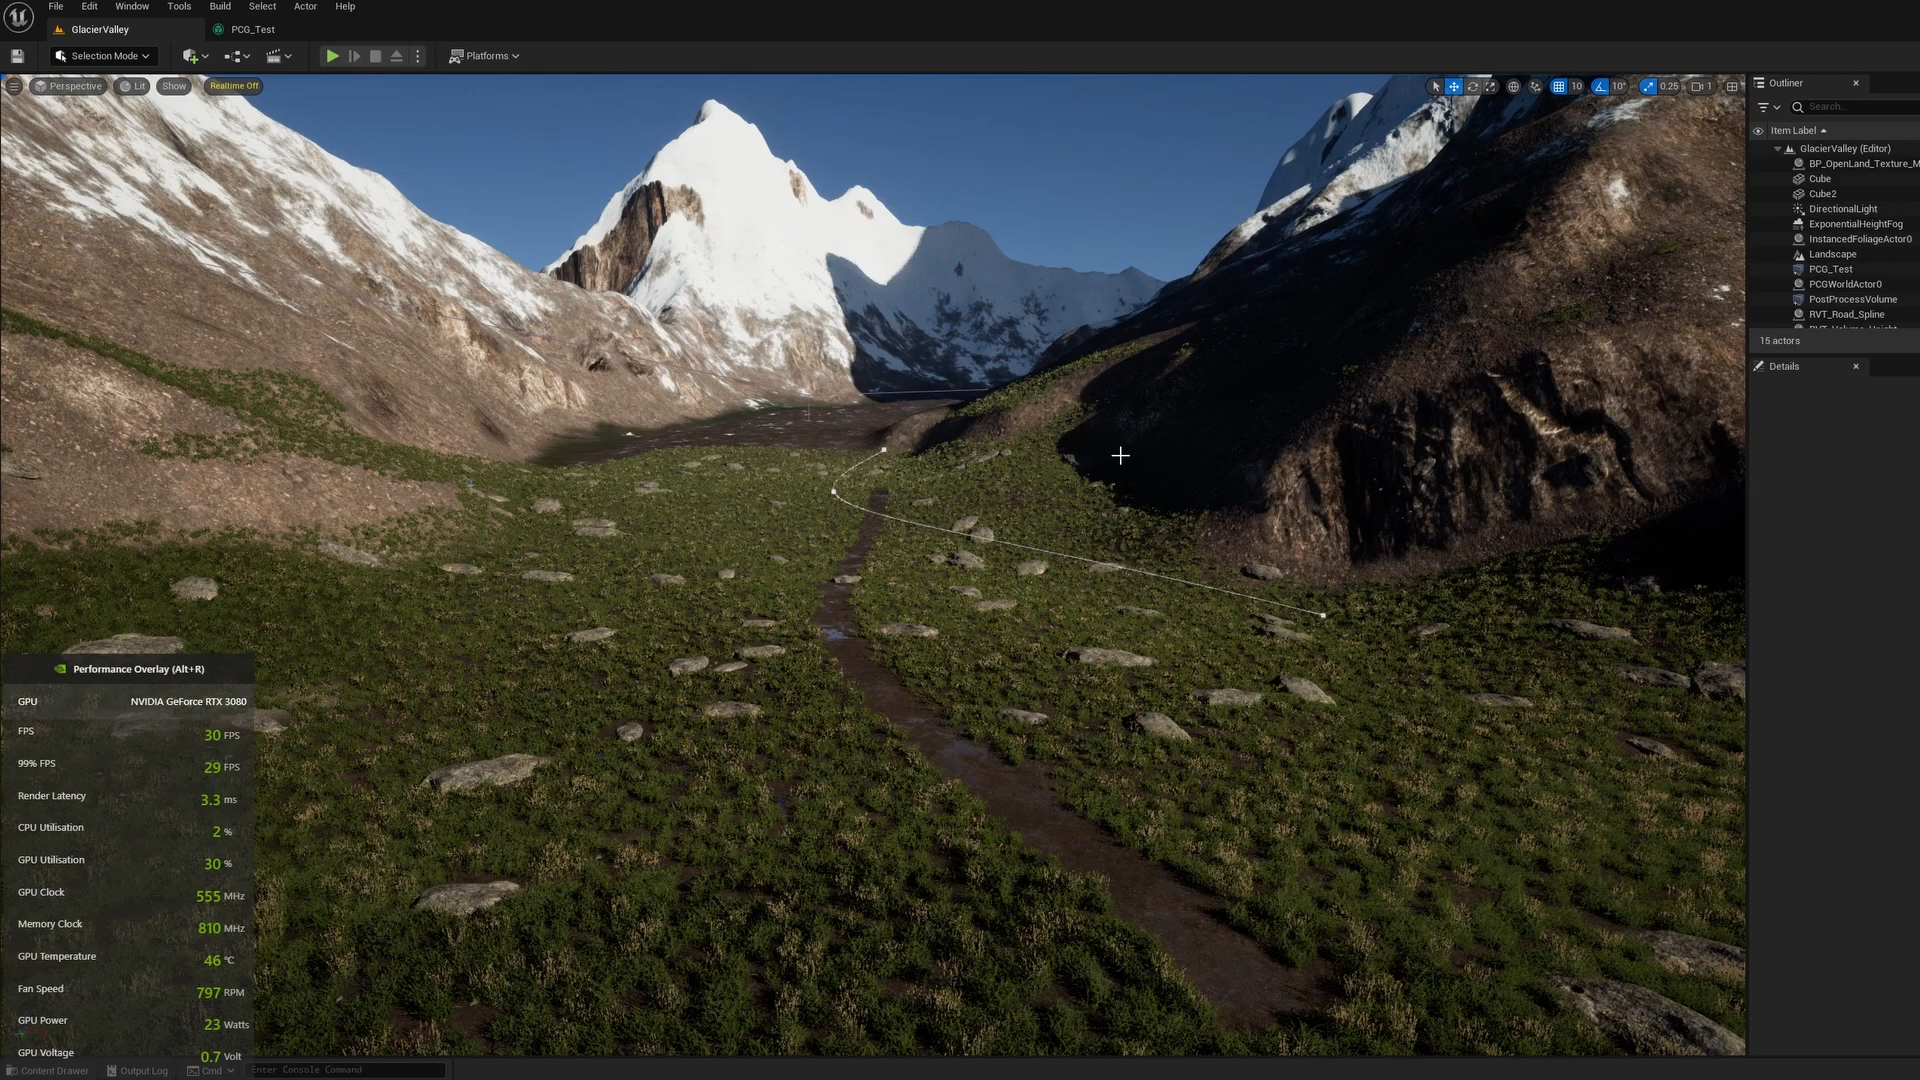 File Edit Window Tools Build Select Actor Help
GlacierValley
PCG_Test
Selection Mode
Platforms
Perspective
Lit
Show
Realtime Off
10
10°
0.25
1
Outliner
Search...
Item Label
GlacierValley (Editor)
BP_OpenLand_Texture_M
Cube
Cube2
DirectionalLight
ExponentialHeightFog
InstancedFoliageActor0
Landscape
PCG_Test
PCGWorldActor0
PostProcessVolume
RVT_Road_Spline
RVT_Volume_Height
15 actors
Details
Performance Overlay (Alt+R)
GPU NVIDIA GeForce RTX 3080
FPS 30 FPS
99% FPS 29 FPS
Render Latency 3.3 ms
CPU Utilisation 2 %
GPU Utilisation 30 %
GPU Clock 555 MHz
Memory Clock 810 MHz
GPU Temperature 46 °C
Fan Speed 797 RPM
GPU Power 23 Watts
GPU Voltage 0.7 Volt
Content Drawer
Output Log
Cmd
Enter Console Command